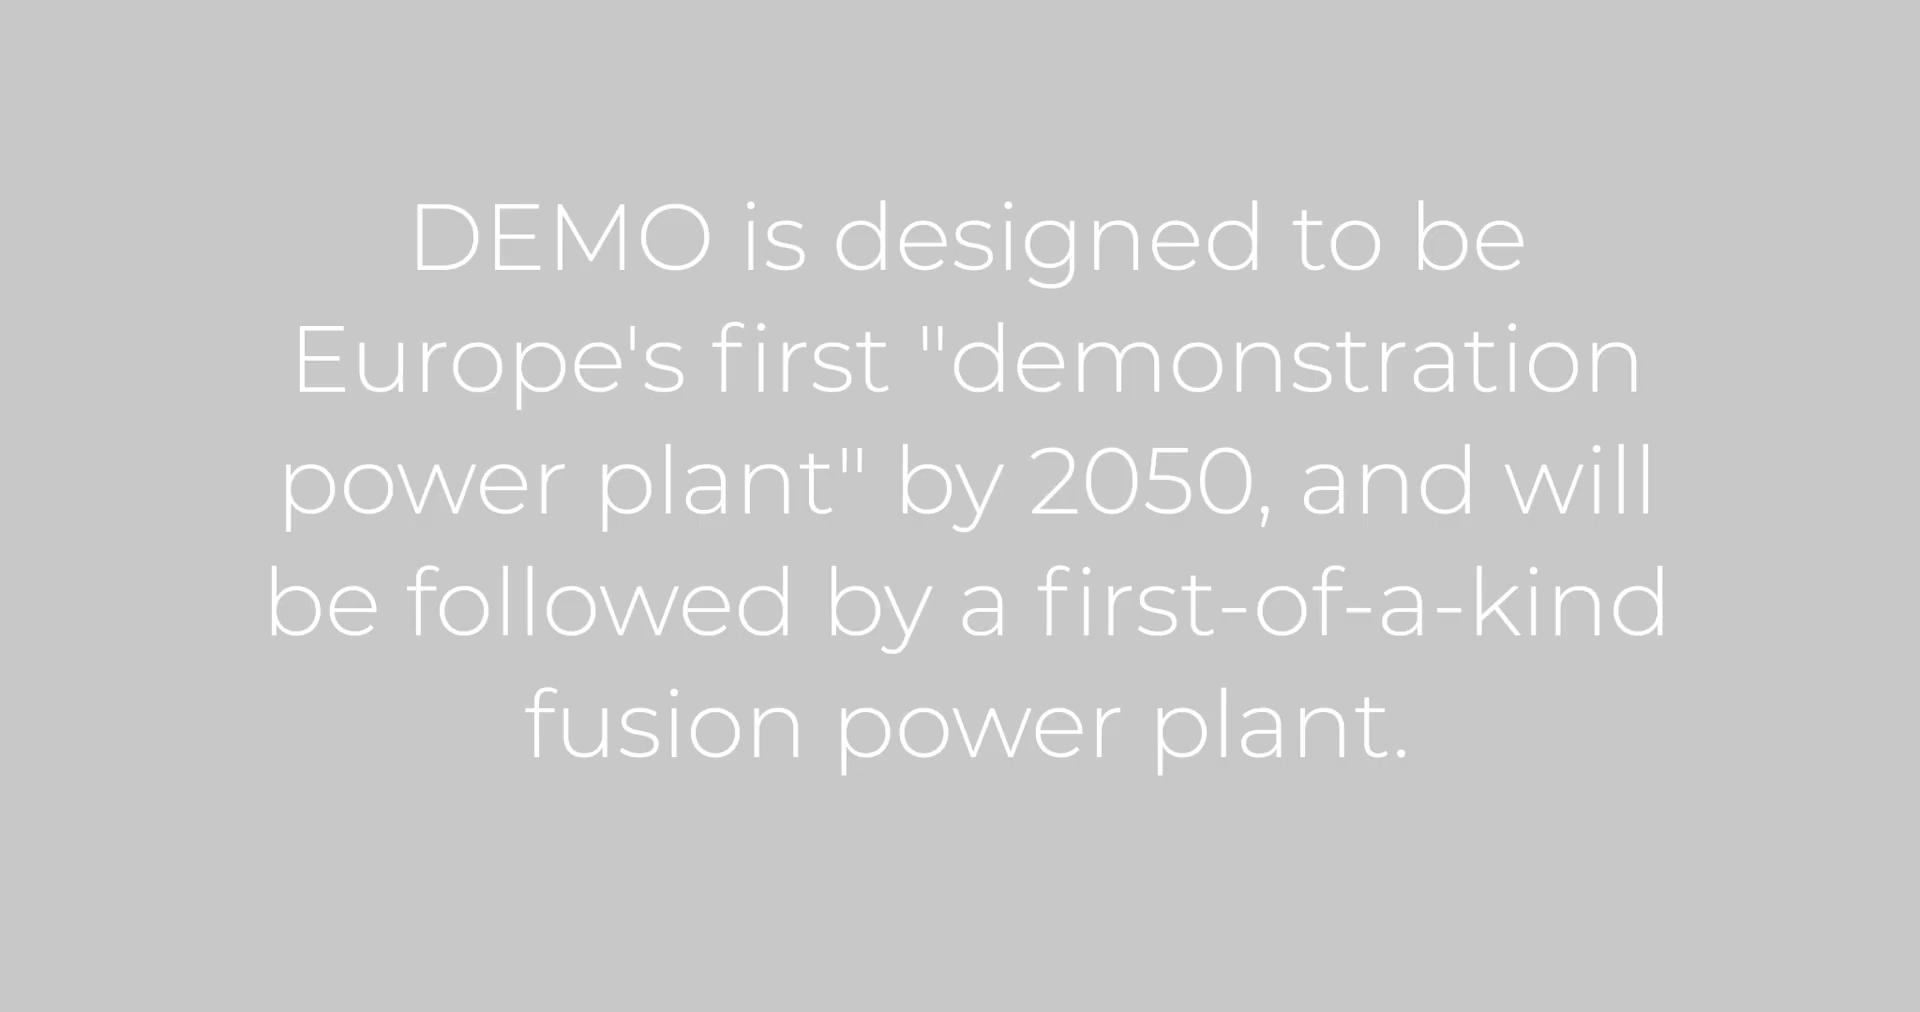 DEMO is designed to be
Europe's first "demonstration
power plant" by 2050, and will
be followed by a first-of-a-kind
fusion power plant.